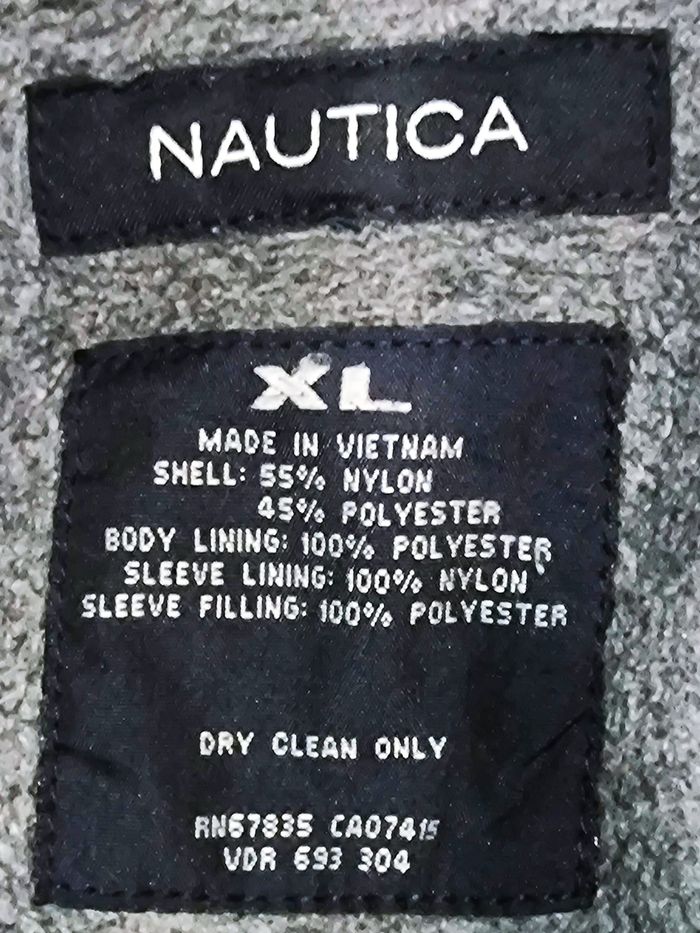 NAUTICA
XL
MADE IN VIETNAM
SHELL: 55% NYLON
45% POLYESTER
BODY LINING: 100% POLYESTER
SLEEVE LINING: 100% NYLON
SLEEVE FILLING: 100% POLYESTER
DRY CLEAN ONLY
RN67835 CA07415
VDR 693 304